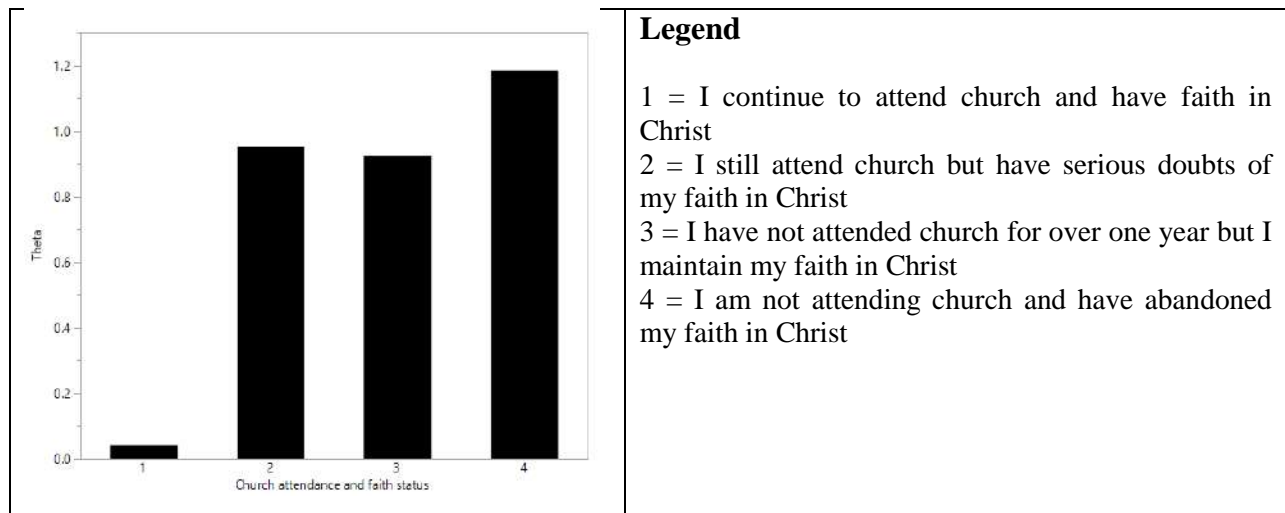 1.2
1.0
0.8
Theta
0.6
0.4
0.2
0.0
1 2 3 4
Church attendance and faith status
Legend
1 = I continue to attend church and have faith in
Christ
2 = I still attend church but have serious doubts of
my faith in Christ
3 = I have not attended church for over one year but I
maintain my faith in Christ
4 = I am not attending church and have abandoned
my faith in Christ